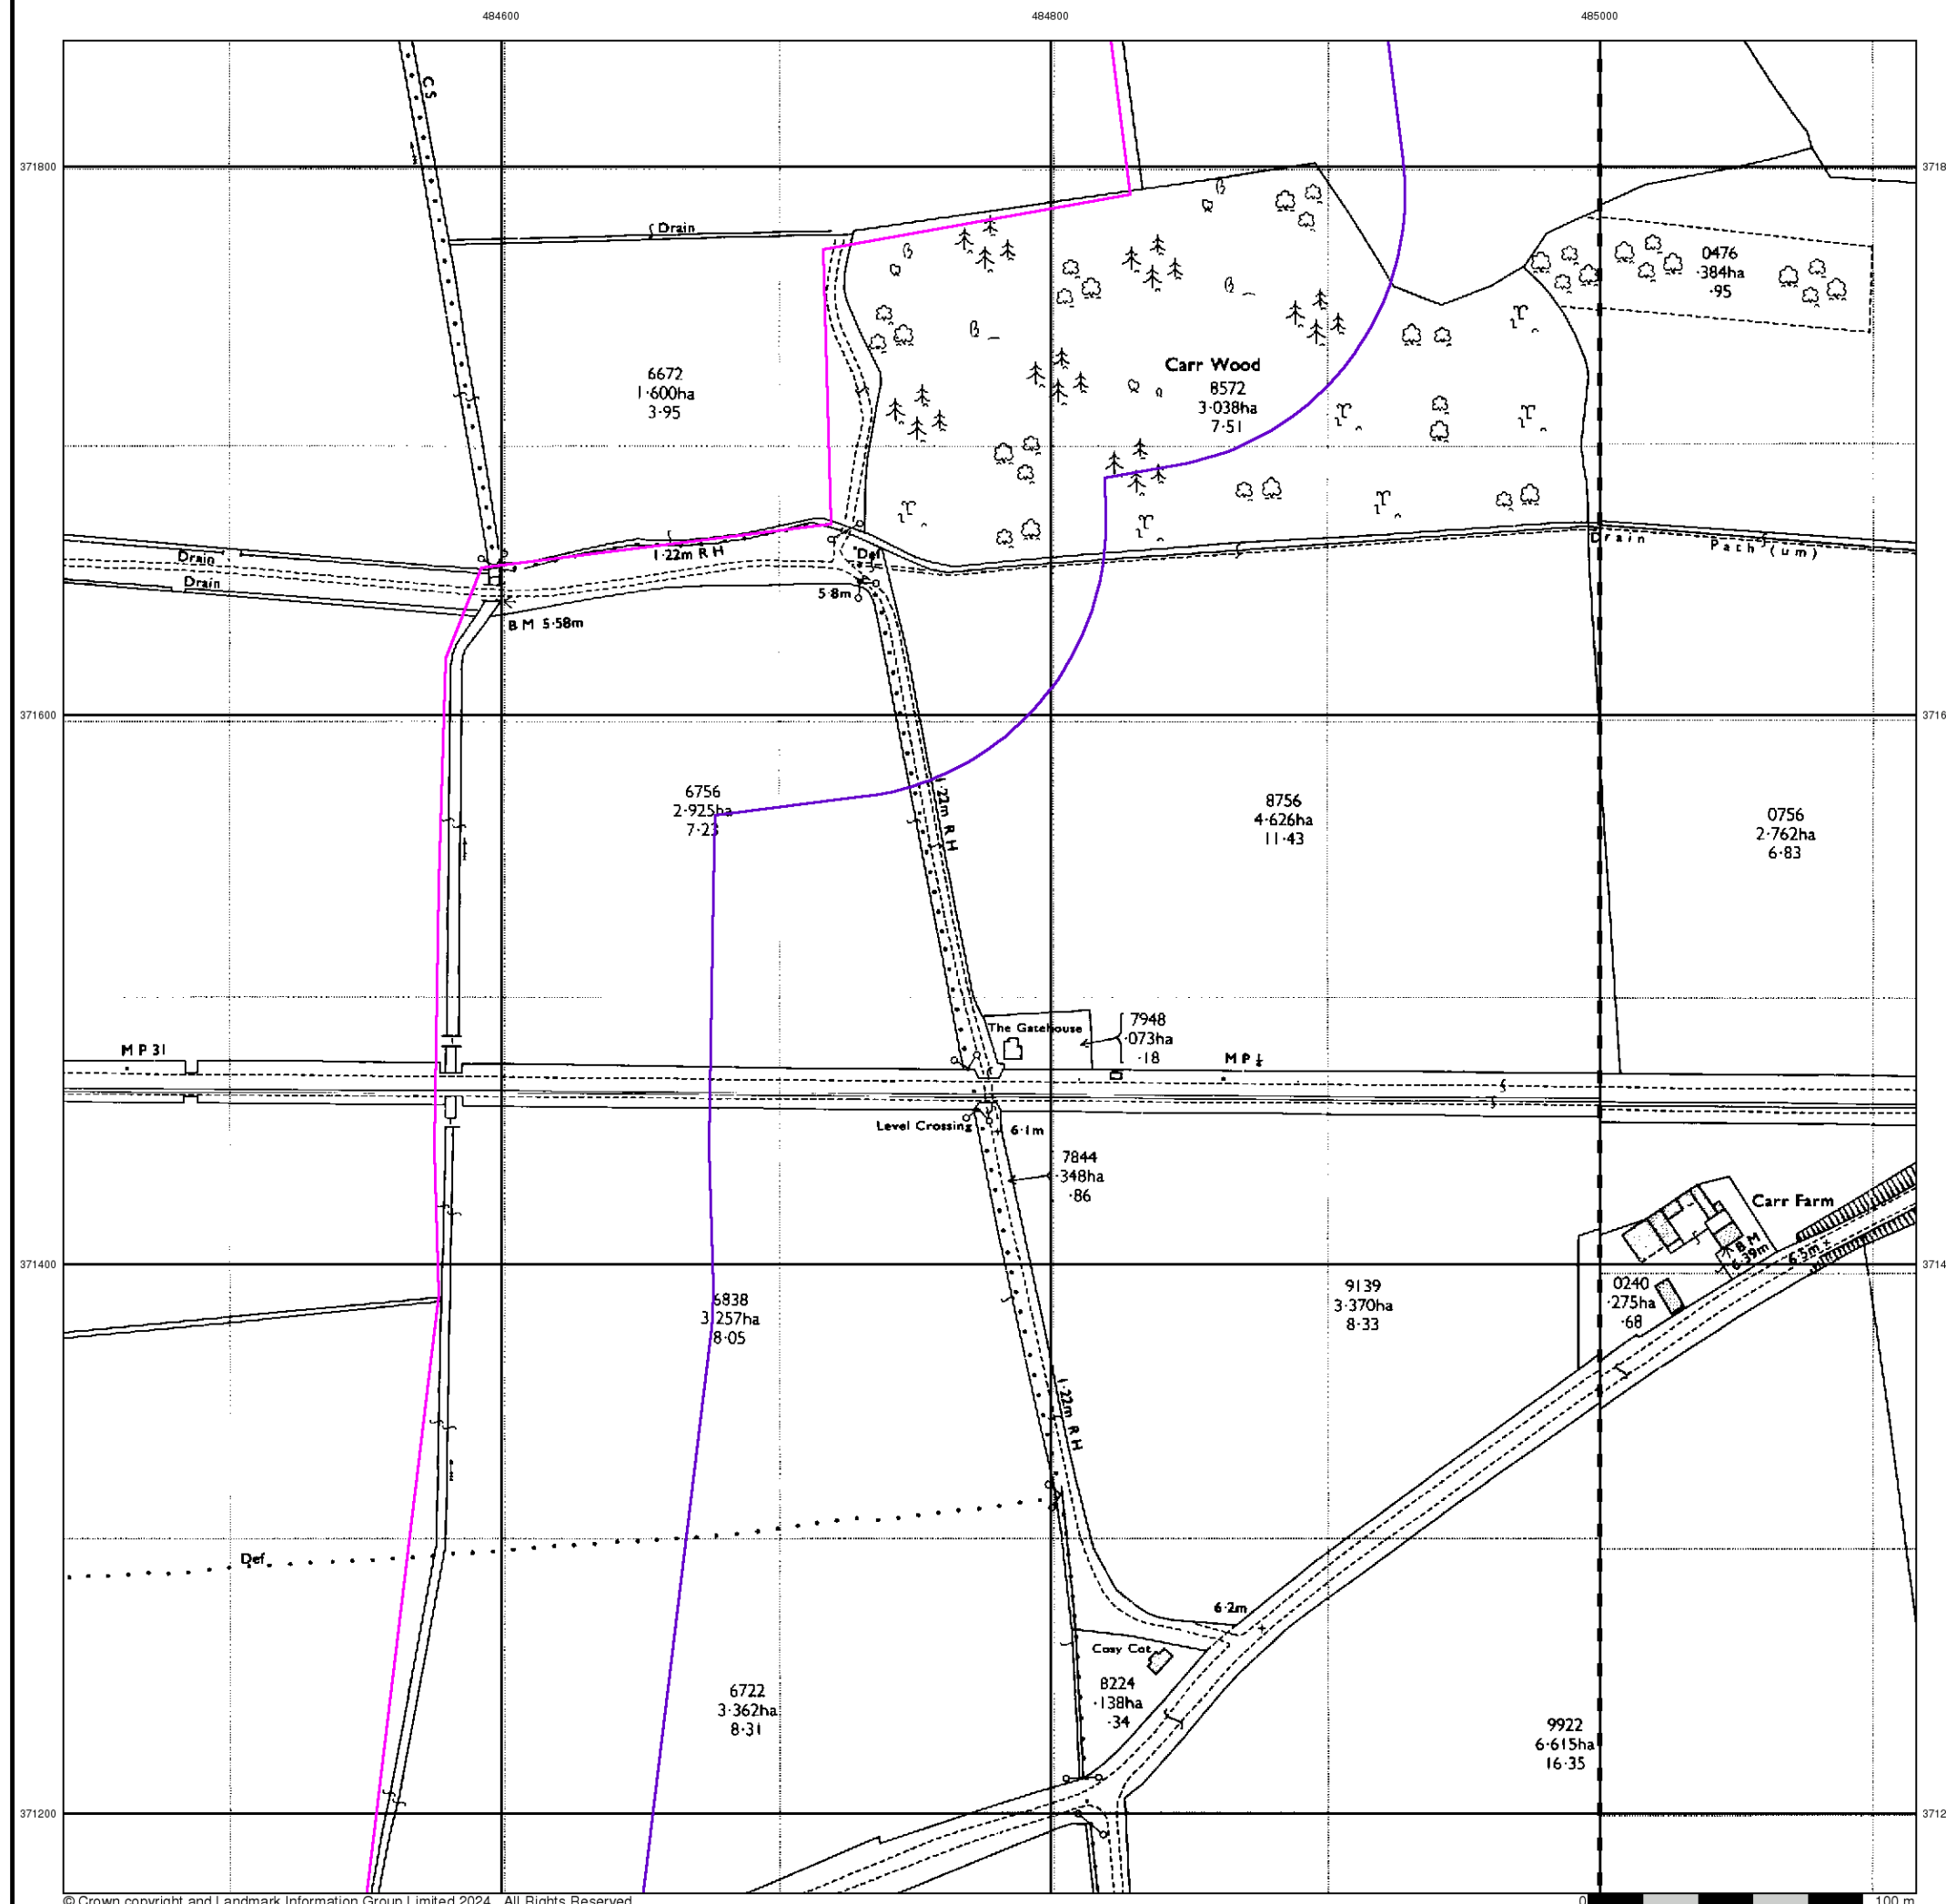 484600
484800
485000
371800
3718
C S
Drain
0476
·384ha
·95
Carr Wood
8572
3·038ha
7·51
6672
1·600ha
3·95
1·22m R H
Def
Drain
Drain
Drain
Path (um)
5·8m
B M 5·58m
371600
3716
6756
2·925ha
7·23
1·22m R H
8756
4·626ha
11·43
0756
2·762ha
6·83
The Gatehouse
7948
·073ha
·18
M P 31
M P
Level Crossing
6·1m
7844
·348ha
·86
Carr Farm
B M
6·39m
6·5m
371400
3714
6838
3·257ha
8·05
9139
3·370ha
8·33
0240
·275ha
·68
1·22m R H
Def
6·2m
Cosy Cot
8224
·138ha
·34
6722
3·362ha
8·31
9922
6·615ha
16·35
371200
3712
© Crown copyright and Landmark Information Group Limited 2024. All Rights Reserved
0
100 m